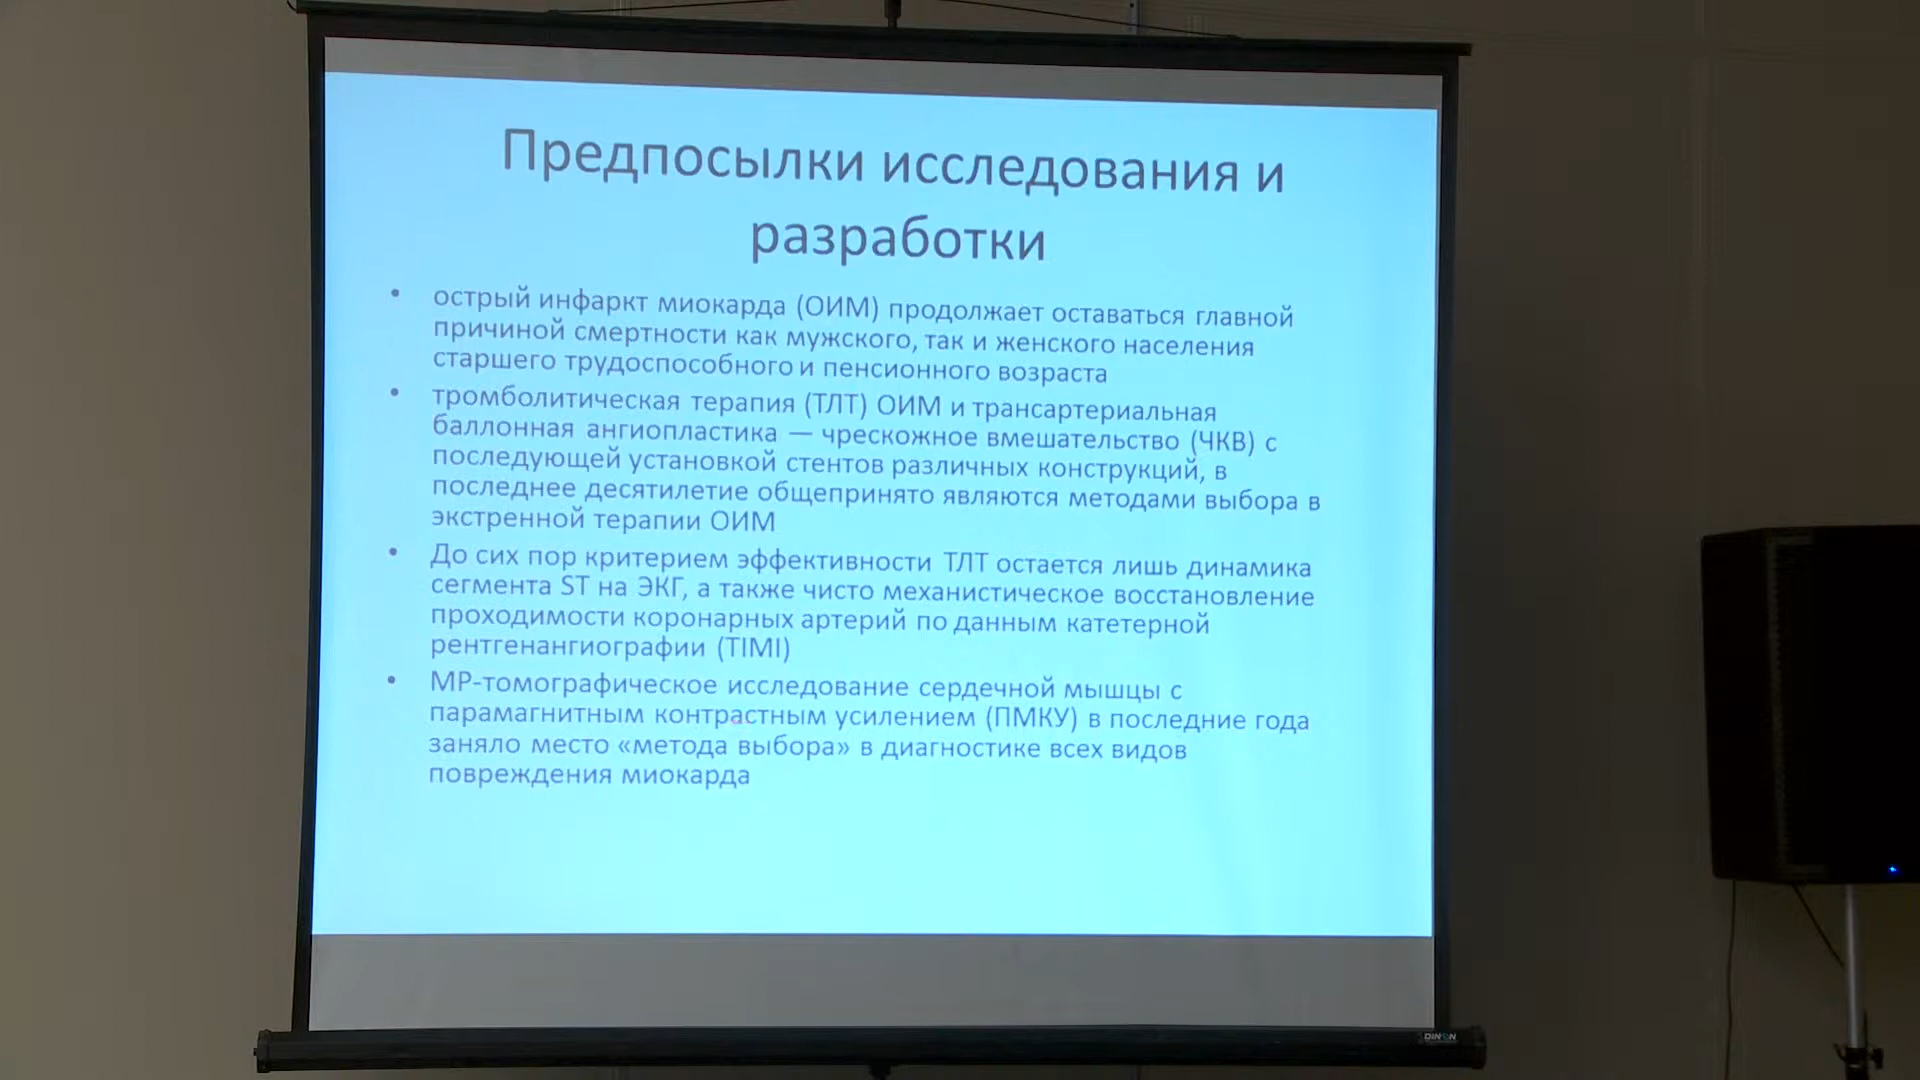 Предпосылки исследования и
разработки
• острый инфаркт миокарда (ОИМ) продолжает оставаться главной
причиной смертности как мужского, так и женского населения
старшего трудоспособного и пенсионного возраста
• тромболитическая терапия (ТЛТ) ОИМ и трансартериальная
баллонная ангиопластика — чрескожное вмешательство (ЧКВ) с
последующей установкой стентов различных конструкций, в
последнее десятилетие общепринято являются методами выбора в
экстренной терапии ОИМ
• До сих пор критерием эффективности ТЛТ остается лишь динамика
сегмента ST на ЭКГ, а также чисто механистическое восстановление
проходимости коронарных артерий по данным катетерной
рентгенангиографии (TIMI)
• МР-томографическое исследование сердечной мышцы с
парамагнитным контрастным усилением (ПМКУ) в последние года
заняло место «метода выбора» в диагностике всех видов
повреждения миокарда
DINON